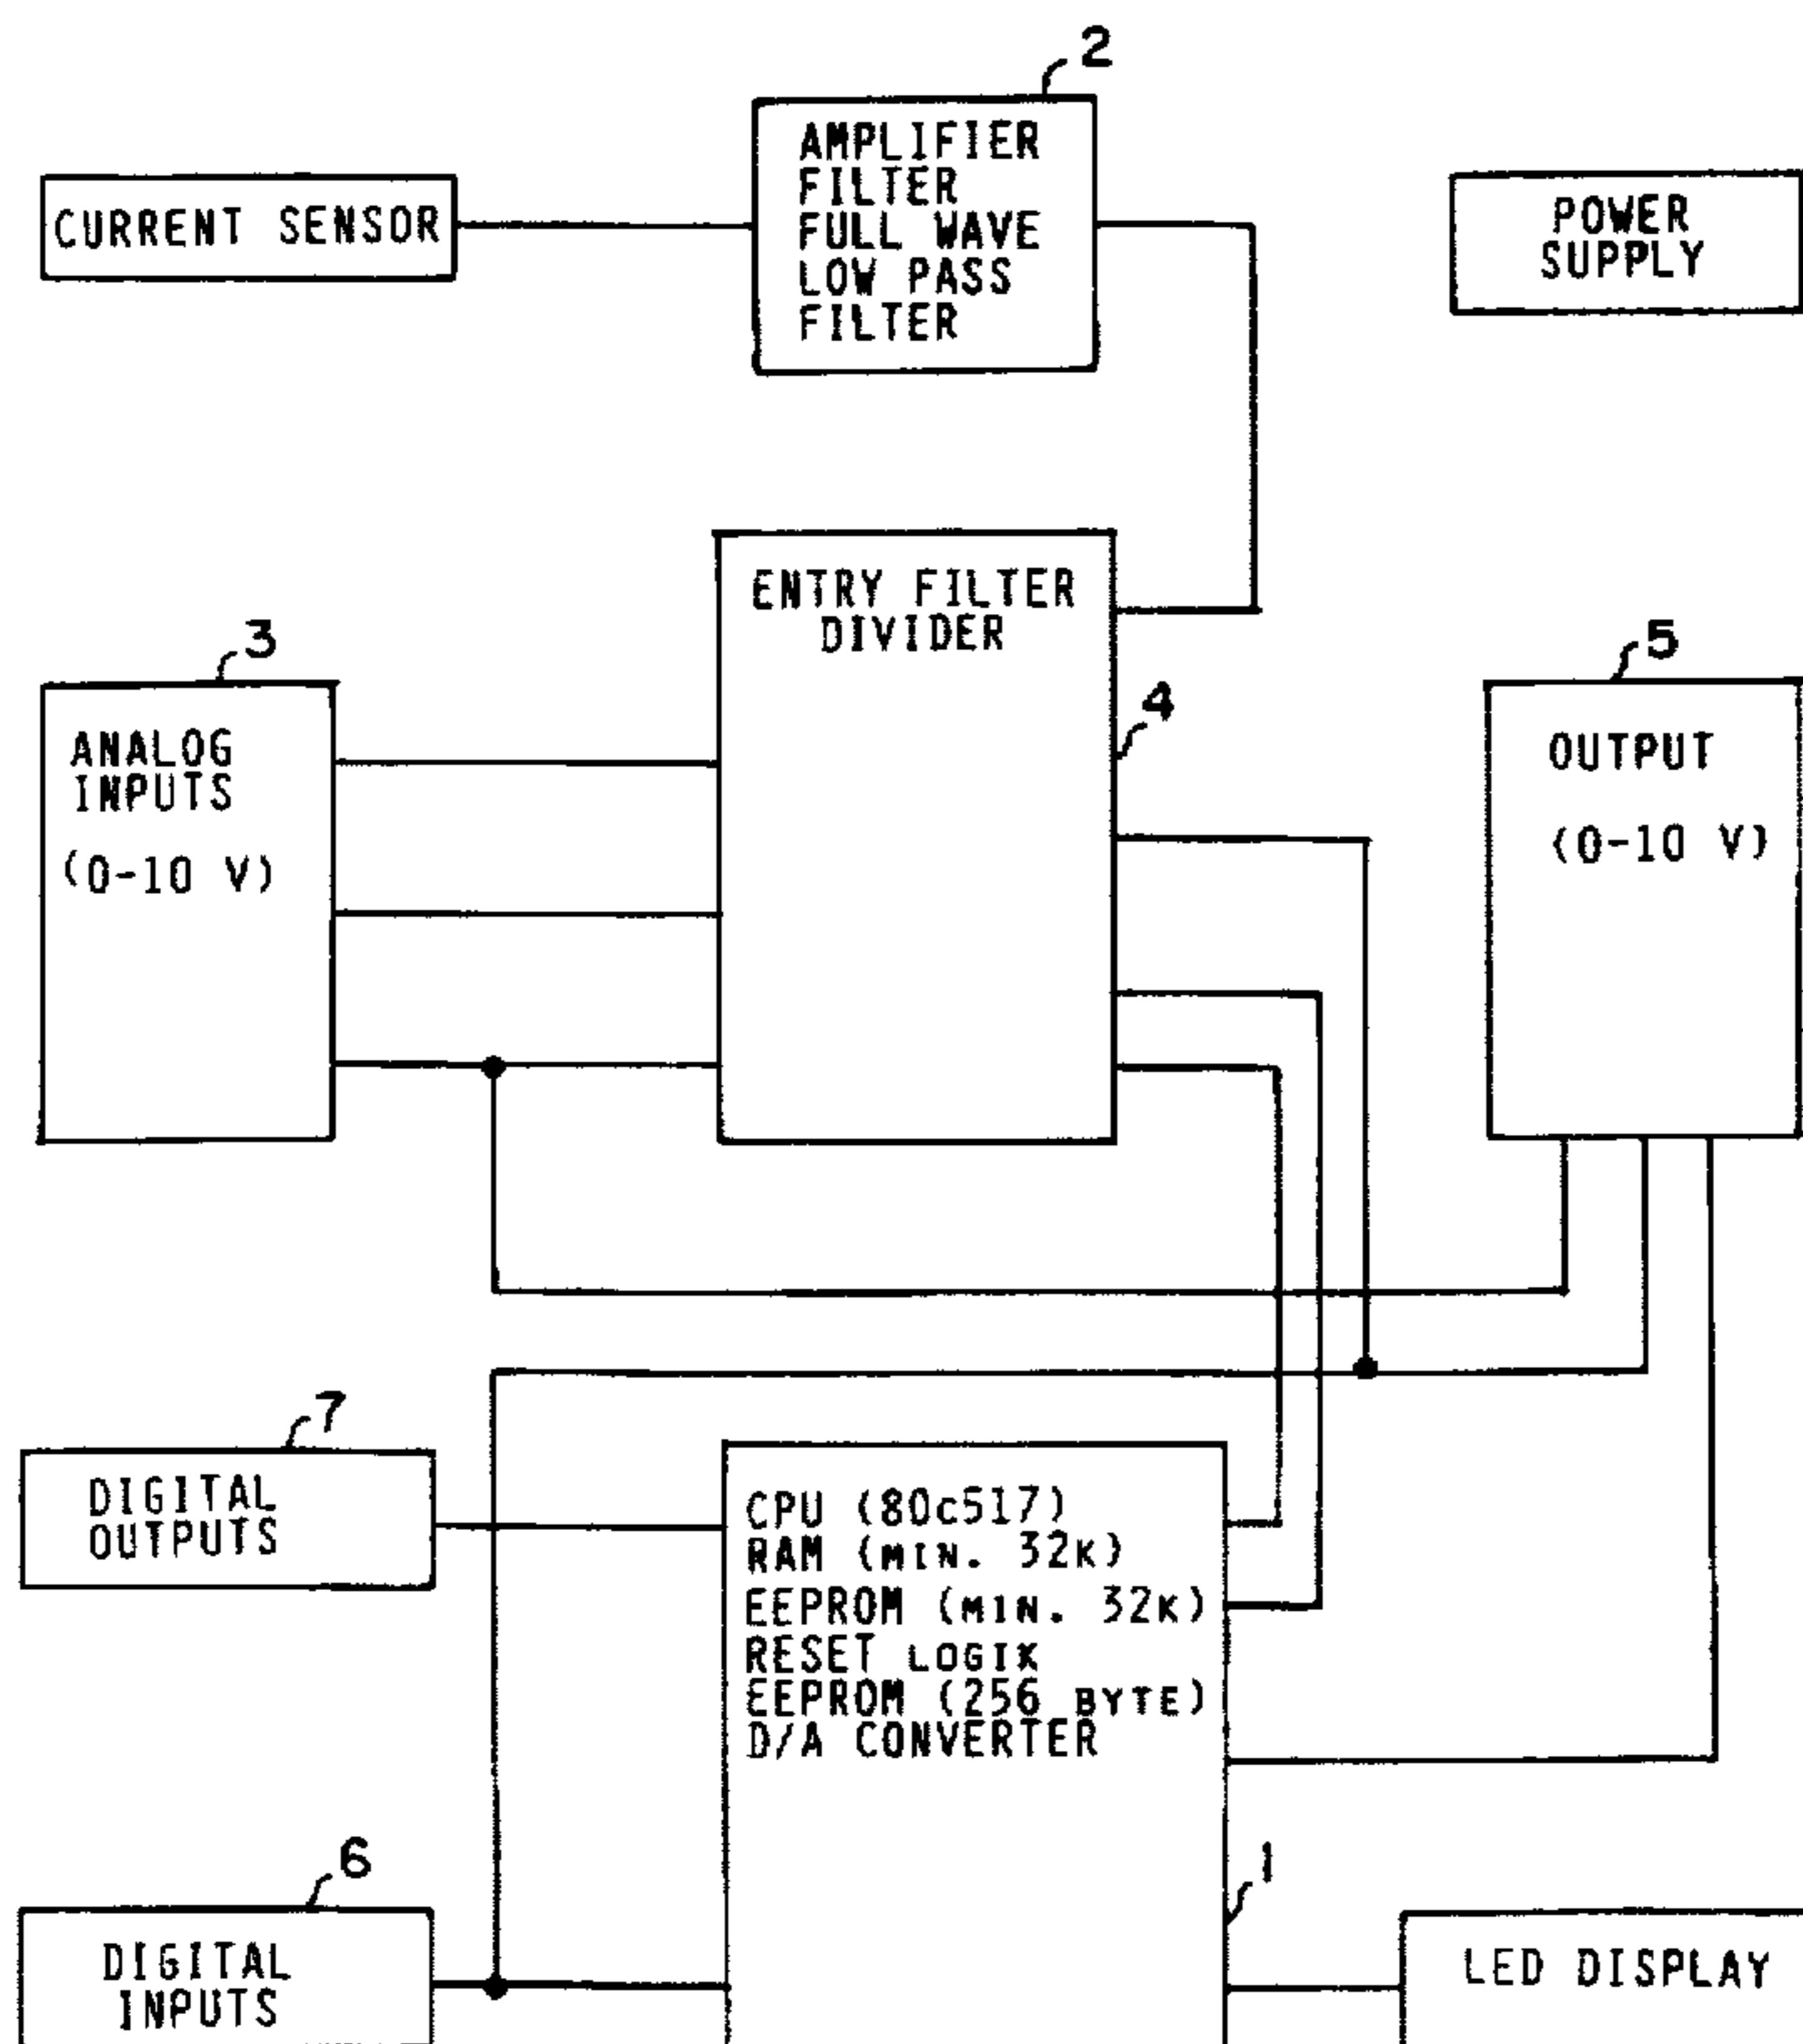 2
AMPLIFIER
FILTER
FULL WAVE
LOW PASS
FILTER
CURRENT SENSOR
POWER
SUPPLY
ENTRY FILTER
DIVIDER
3
ANALOG
INPUTS
(0-10 V)
4
5
OUTPUT
(0-10 V)
7
DIGITAL
OUTPUTS
CPU (80c517)
RAM (MIN. 32K)
EEPROM (MIN. 32K)
RESET LOGIK
EEPROM (256 BYTE)
D/A CONVERTER
6
DIGITAL
INPUTS
1
LED DISPLAY